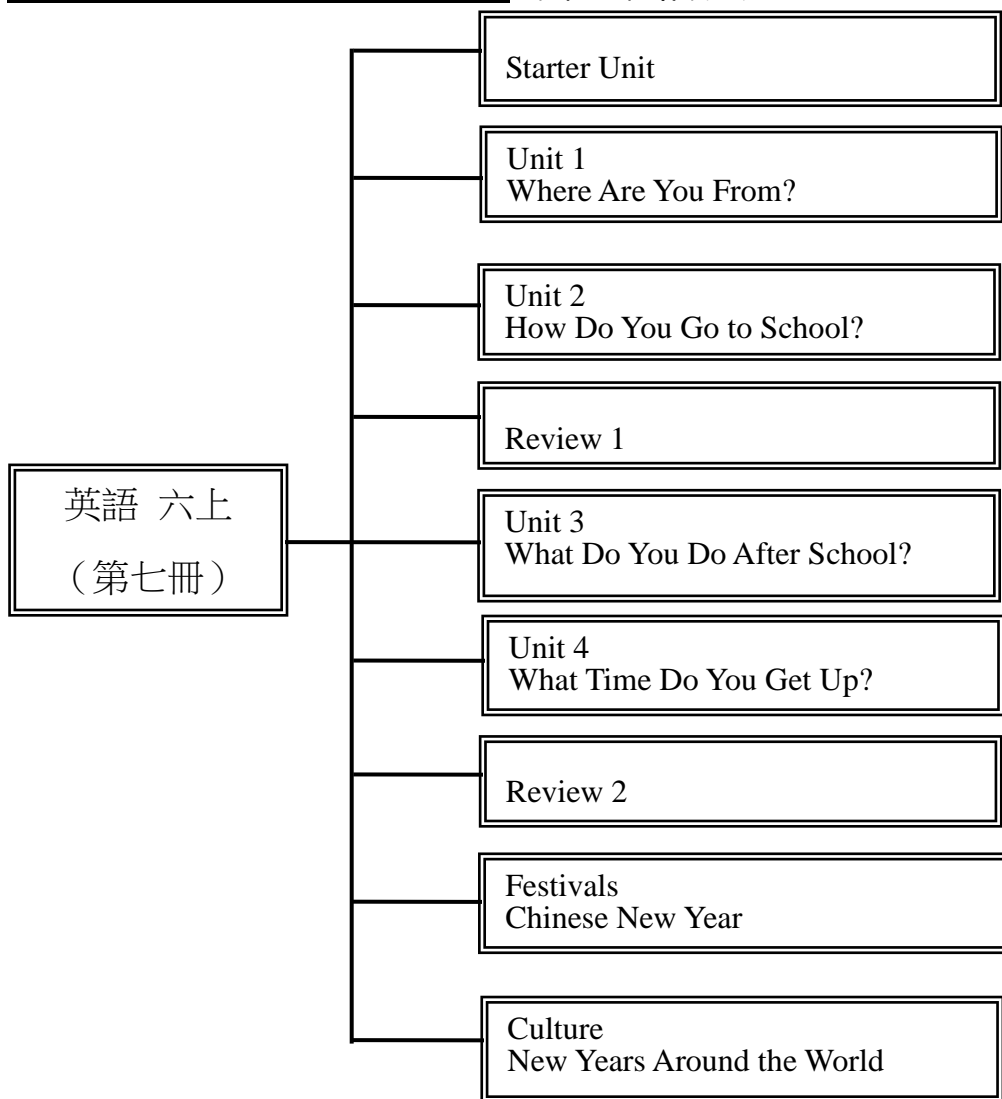 Starter Unit
Unit 1
Where Are You From?
Unit 2
How Do You Go to School?
Review 1
英語 六上
（第七冊）
Unit 3
What Do You Do After School?
Unit 4
What Time Do You Get Up?
Review 2
Festivals
Chinese New Year
Culture
New Years Around the World